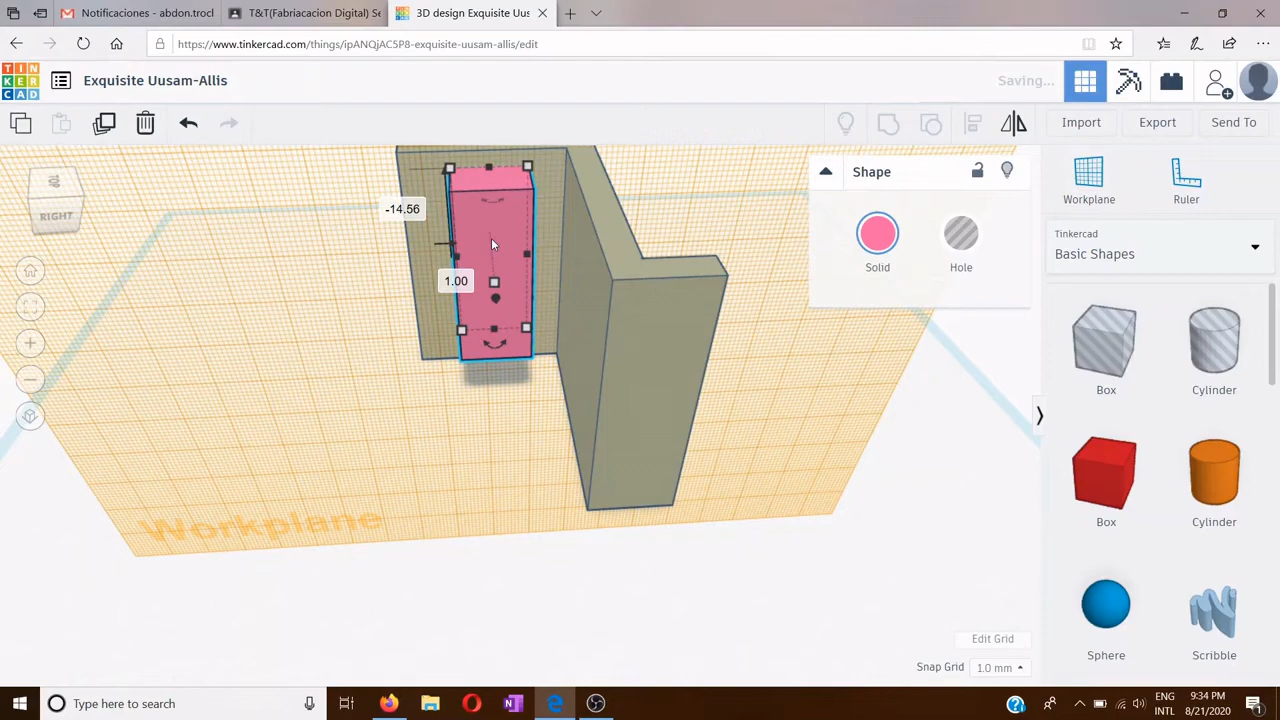 Notificaciones - abdon.trocl
T&T(Fabriacacion Digital) Se
3D design Exquisite Uus
https://www.tinkercad.com/things/ipANQjAC5P8-exquisite-uusam-allis/edit
TIN
KER
CAD
Exquisite Uusam-Allis
Saving...
Import
Export
Send To
RIGHT
-14.56
1.00
Shape
Solid
Hole
Workplane
Ruler
Tinkercad
Basic Shapes
Box
Cylinder
Box
Cylinder
Sphere
Scribble
Workplane
Edit Grid
Snap Grid
1.0 mm
Type here to search
ENG
INTL
9:34 PM
8/21/2020